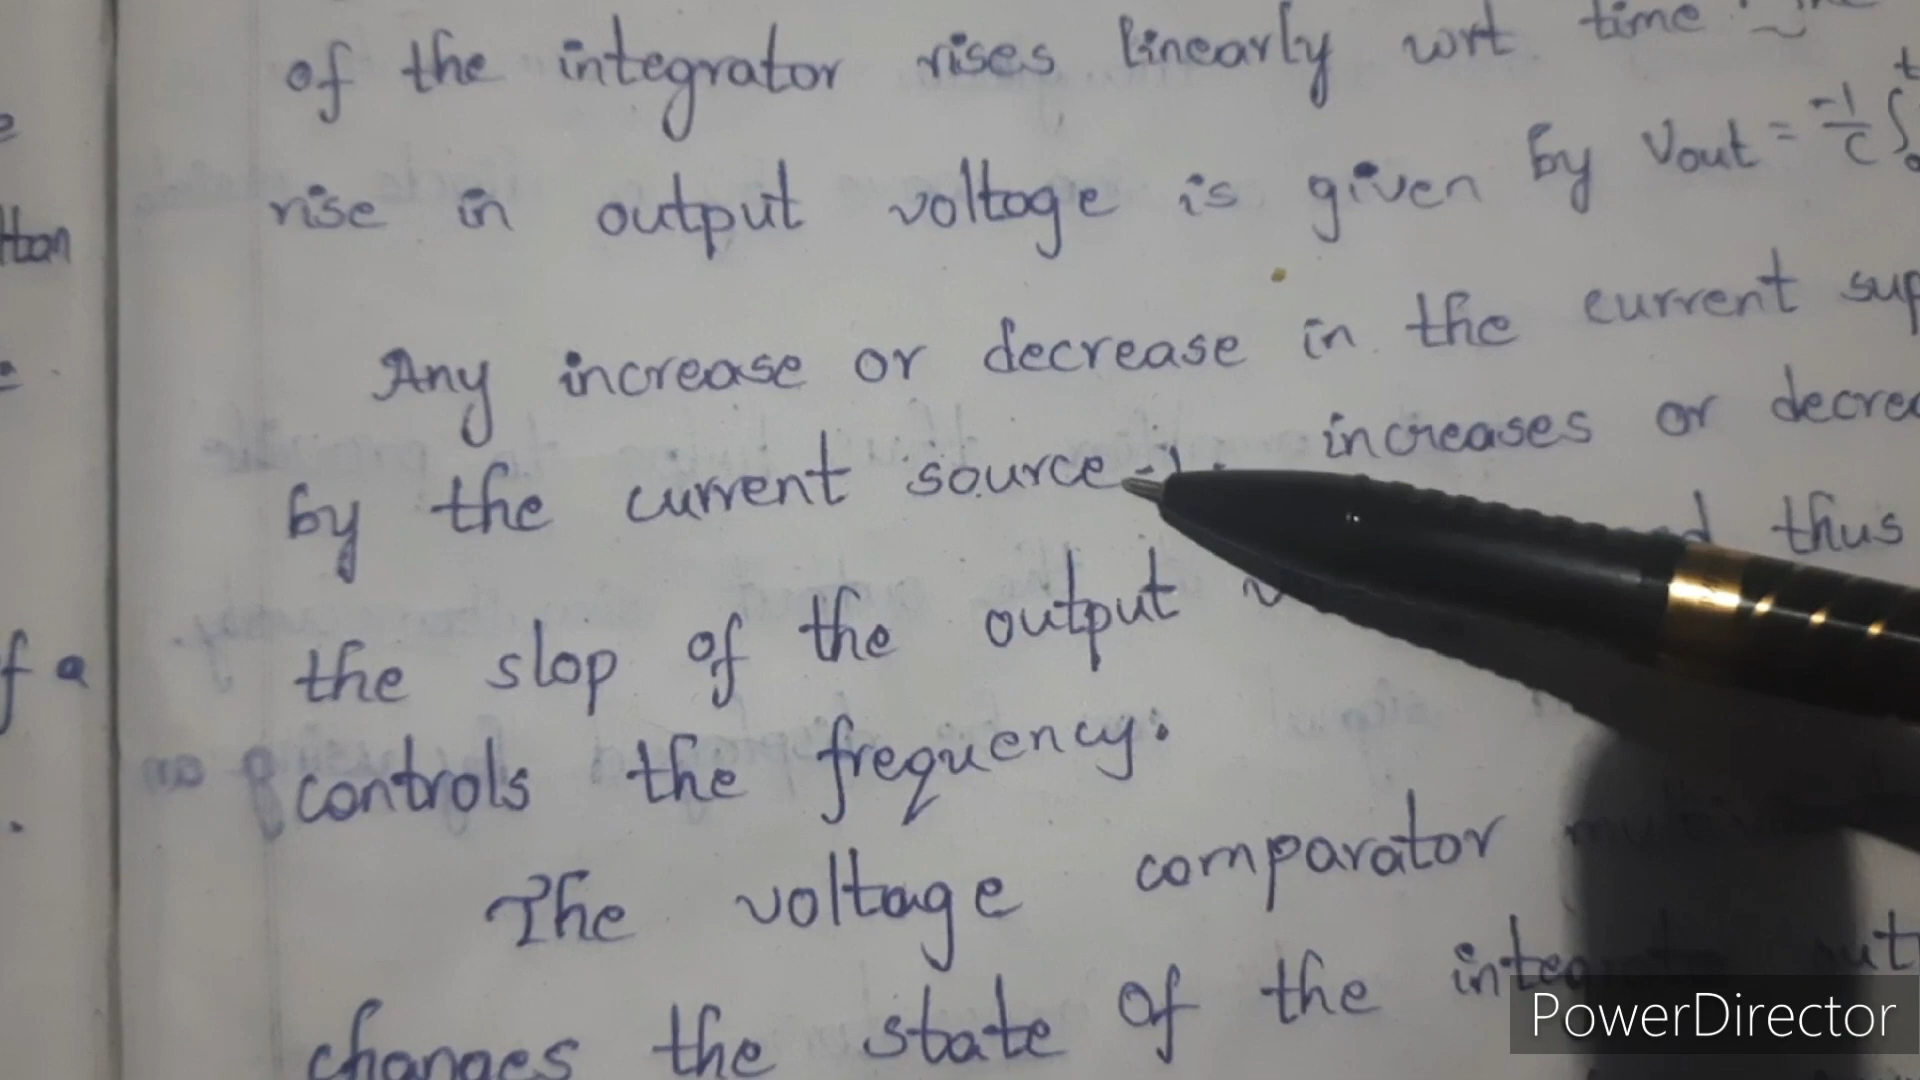 of the integrator rises linearly wrt time
rise in output voltage is given by Vout = -1/C ∫
Any increase or decrease in the current sup
by the current source -1 increases or decrea
the slop of the output thus
controls the frequency.
The voltage comparator
changes the state of the
PowerDirector